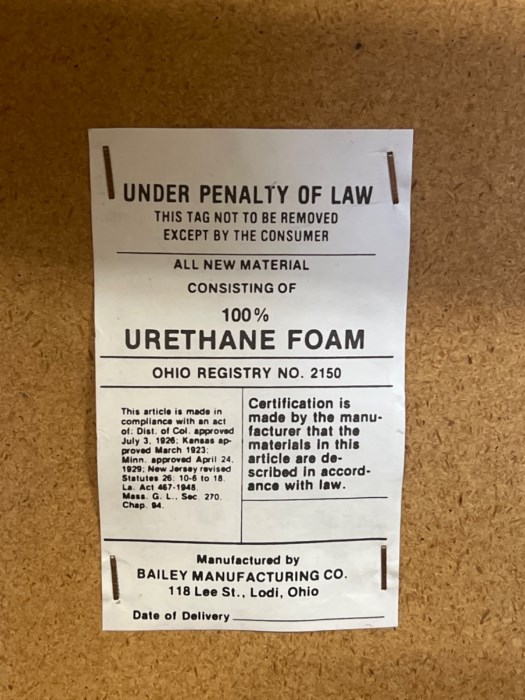 UNDER PENALTY OF LAW
THIS TAG NOT TO BE REMOVED
EXCEPT BY THE CONSUMER
ALL NEW MATERIAL
CONSISTING OF
100%
URETHANE FOAM
OHIO REGISTRY NO. 2150
This article is made in
compliance with an act
of: Dist. of Col. approved
July 3, 1926; Kansas ap-
proved March 1923;
Minn. approved April 24,
1929; New Jersey revised
Statutes 26: 10-6 to 18.
La. Act 467-1948.
Mass. G. L., Sec. 270,
Chap. 94.
Certification is
made by the manu-
facturer that the
materials in this
article are de-
scribed in accord-
ance with law.
Manufactured by
BAILEY MANUFACTURING CO.
118 Lee St., Lodi, Ohio
Date of Delivery